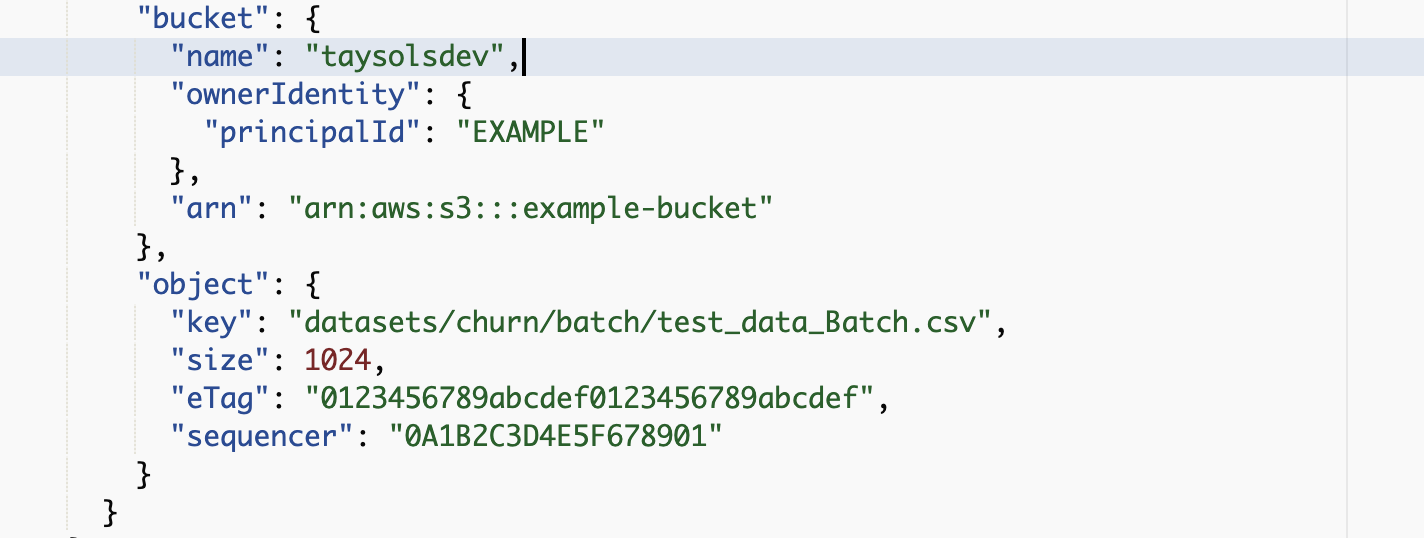 "bucket": {
"name": "taysolsdev",
"ownerIdentity": {
"principalId": "EXAMPLE"
},
"arn": "arn:aws:s3:::example-bucket"
},
"object": {
"key": "datasets/churn/batch/test_data_Batch.csv",
"size": 1024,
"eTag": "0123456789abcdef0123456789abcdef",
"sequencer": "0A1B2C3D4E5F678901"
}
}